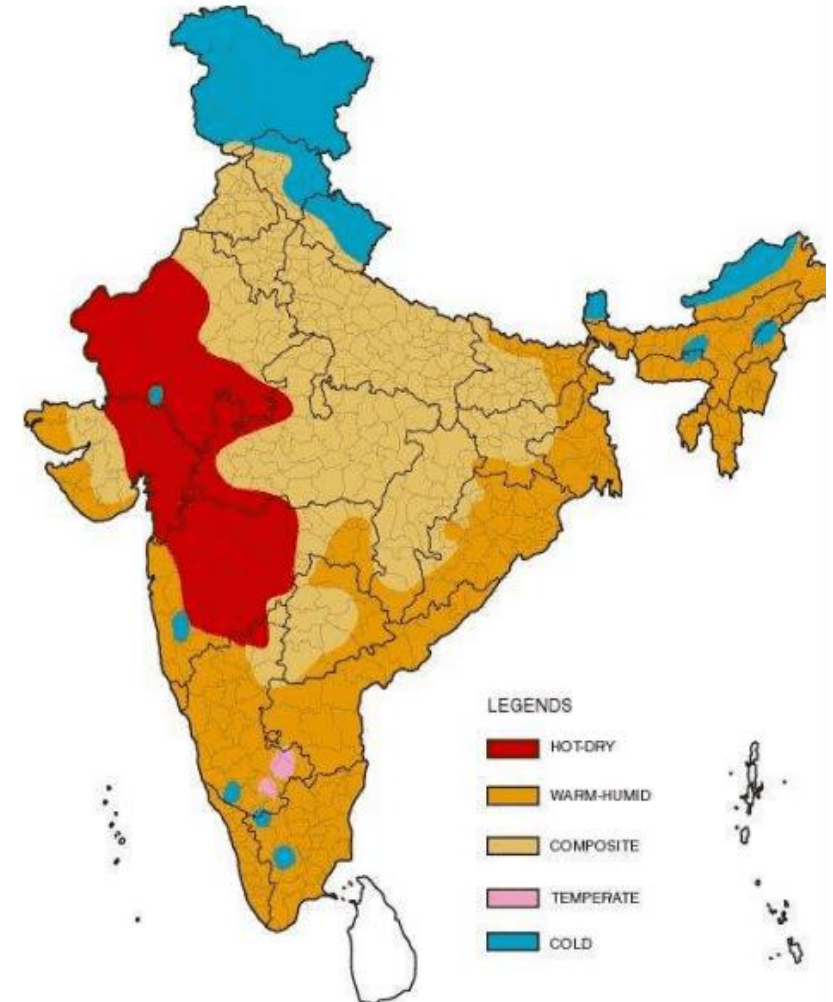 LEGENDS
HOT-DRY
WARM-HUMID
COMPOSITE
TEMPERATE
COLD